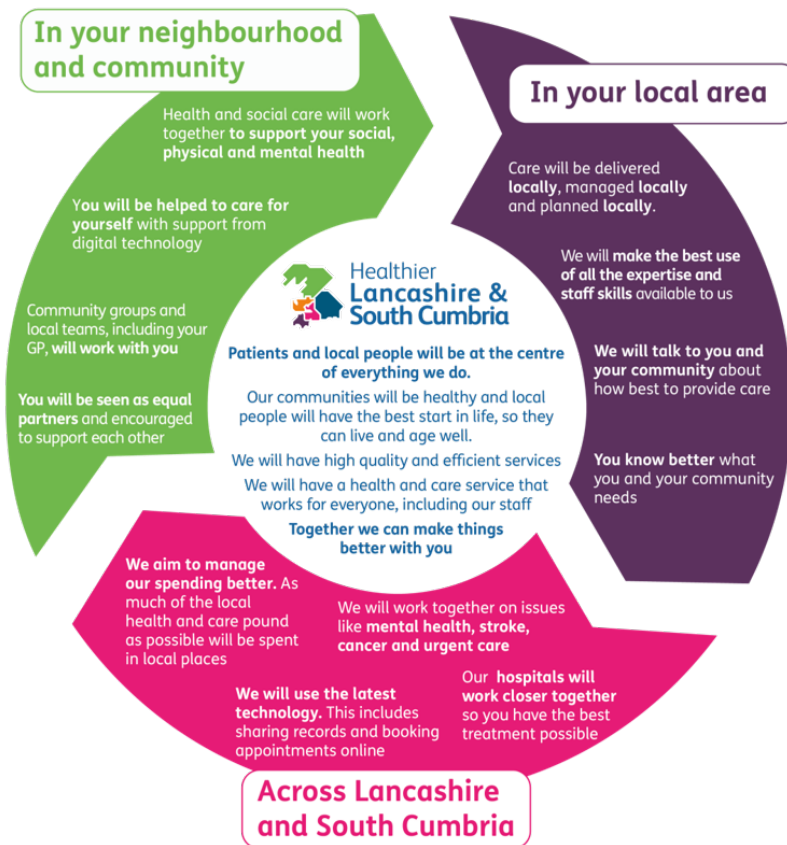 In your neighbourhood
and community
Health and social care will work
together to support your social,
physical and mental health
You will be helped to care for
yourself with support from
digital technology
Community groups and
local teams, including your
GP, will work with you
You will be seen as equal
partners and encouraged
to support each other
In your local area
Care will be delivered
locally, managed locally
and planned locally.
We will make the best use
of all the expertise and
staff skills available to us
We will talk to you and
your community about
how best to provide care
You know better what
you and your community
needs
Healthier
Lancashire &
South Cumbria
Patients and local people will be at the centre
of everything we do.
Our communities will be healthy and local
people will have the best start in life, so they
can live and age well.
We will have high quality and efficient services
We will have a health and care service that
works for everyone, including our staff
Together we can make things
better with you
We aim to manage
our spending better. As
much of the local
health and care pound
as possible will be spent
in local places
We will work together on issues
like mental health, stroke,
cancer and urgent care
We will use the latest
technology. This includes
sharing records and booking
appointments online
Our hospitals will
work closer together
so you have the best
treatment possible
Across Lancashire
and South Cumbria